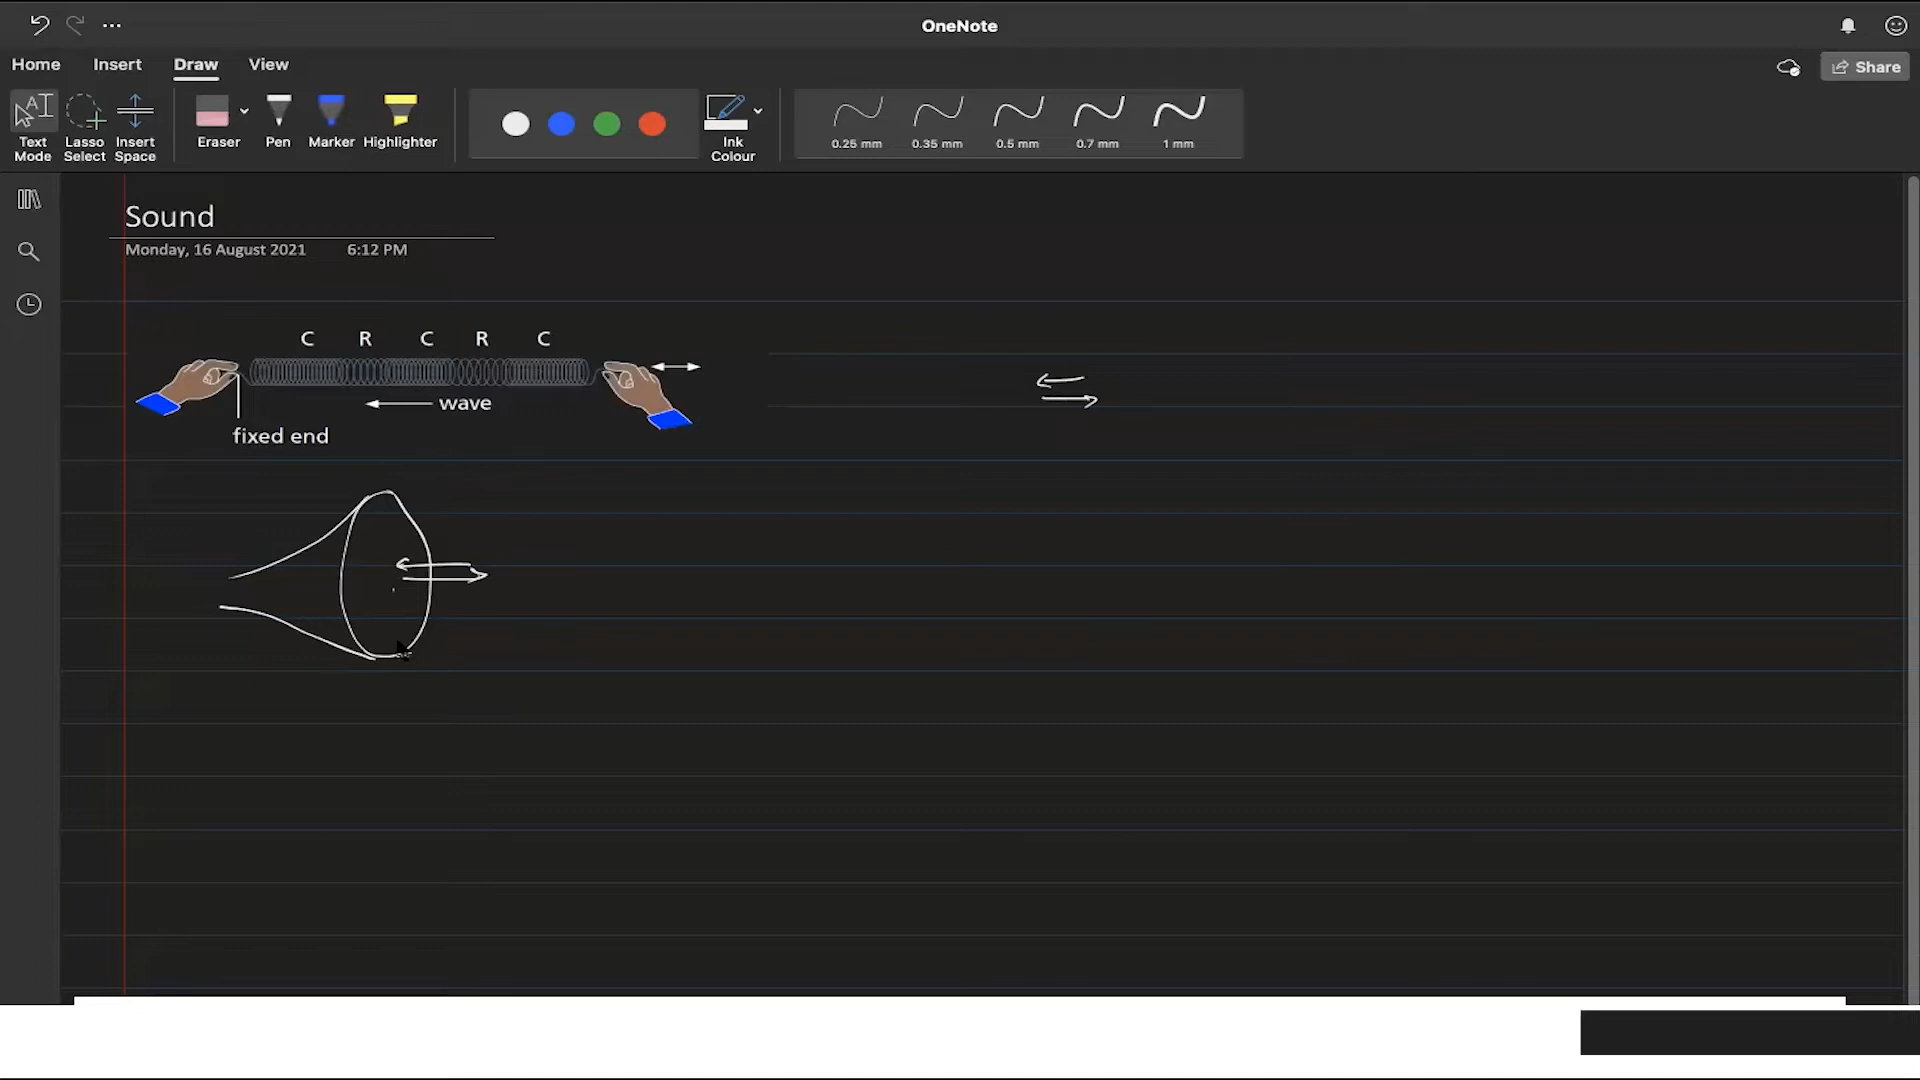 OneNote
Home Insert Draw View
Share
Text Mode
Lasso Select
Insert Space
Eraser
Pen
Marker
Highlighter
Ink Colour
0.25 mm
0.35 mm
0.5 mm
0.7 mm
1 mm
Sound
Monday, 16 August 2021 6:12 PM
C R C R C
wave
fixed end